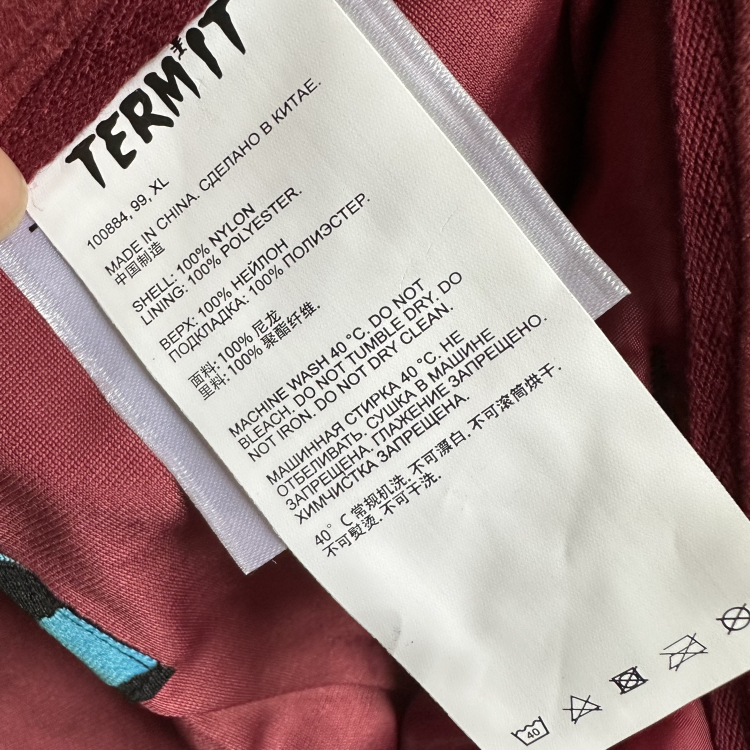 TERMIT
100884, 99, XL
MADE IN CHINA. СДЕЛАНО В КИТАЕ.
中国制造
SHELL: 100% NYLON
LINING: 100% POLYESTER.
ВЕРХ: 100% НЕЙЛОН
ПОДКЛАДКА: 100% ПОЛИЭСТЕР.
面料: 100% 尼龙
里料: 100% 聚酯纤维.
MACHINE WASH 40 °C. DO NOT
BLEACH. DO NOT TUMBLE DRY. DO
NOT IRON. DO NOT DRY CLEAN.
МАШИННАЯ СТИРКА 40 °C. НЕ
ОТБЕЛИВАТЬ. СУШКА В МАШИНЕ
ЗАПРЕЩЕНА. ГЛАЖЕНИЕ ЗАПРЕЩЕНО.
ХИМЧИСТКА ЗАПРЕЩЕНА.
40° C常规机洗. 不可漂白. 不可滚筒烘干.
不可熨烫. 不可干洗.
40